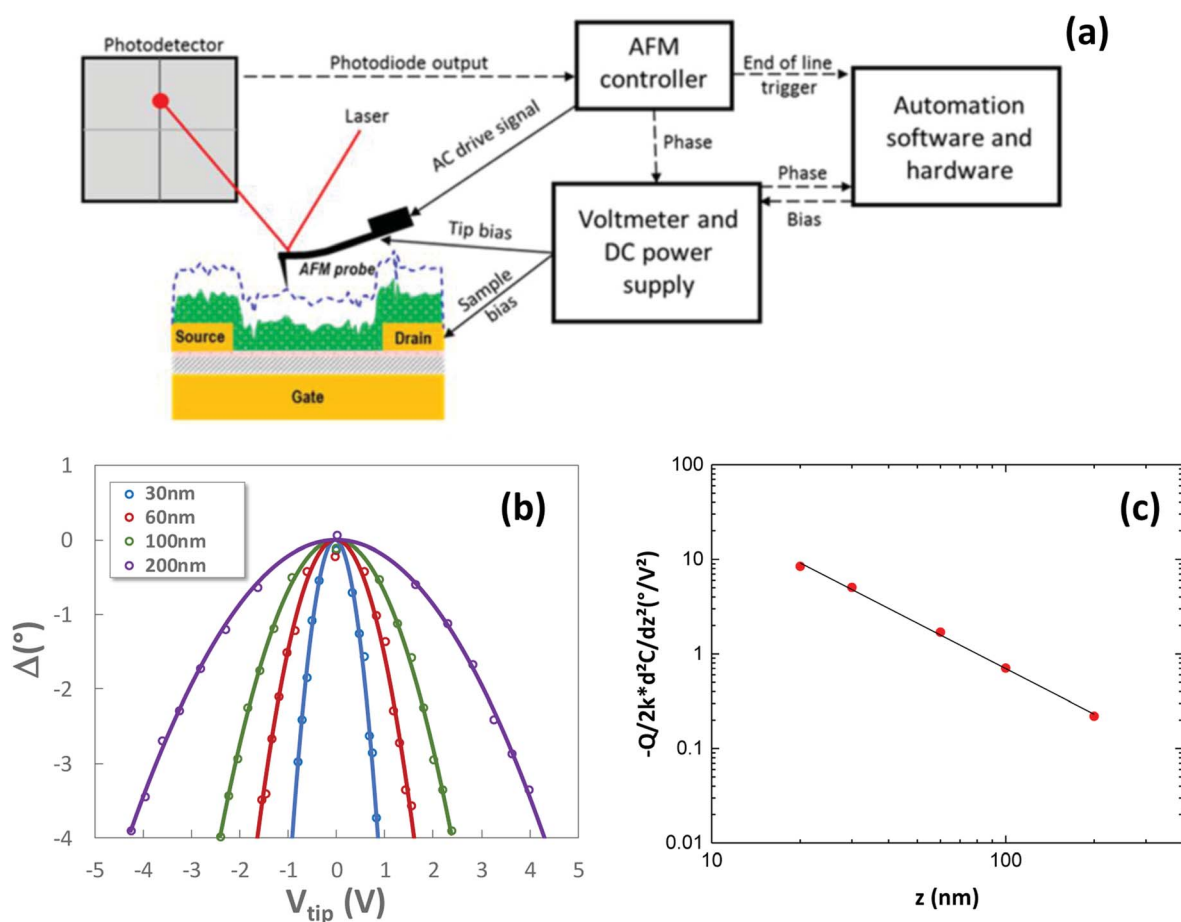 (a)
Photodetector
Photodiode output
AFM
controller
End of line
trigger
Automation
software and
hardware
Laser
AC drive signal
Phase
Phase
Bias
Voltmeter and
DC power
supply
Tip bias
AFM probe
Sample
bias
Source
Drain
Gate
(b)
30nm
60nm
100nm
200nm
1
0
-1
-2
-3
-4
Δ(°)
-5 -4 -3 -2 -1 0 1 2 3 4 5
Vtip (V)
(c)
100
10
1
0.1
0.01
-Q/2k*d²C/dz²(°/V²)
10 100
z (nm)